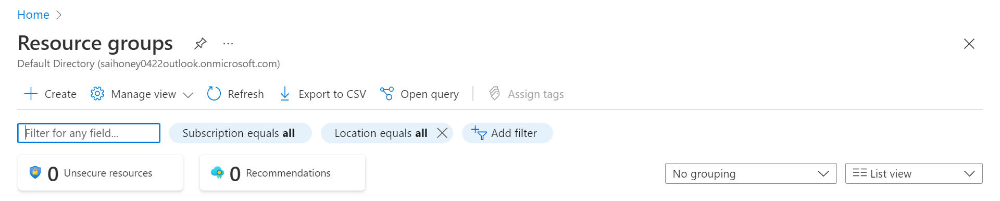 Home
Resource groups
Default Directory (saihoney0422outlook.onmicrosoft.com)
Create Manage view Refresh Export to CSV Open query Assign tags
Filter for any field... Subscription equals all Location equals all Add filter
0 Unsecure resources 0 Recommendations No grouping List view